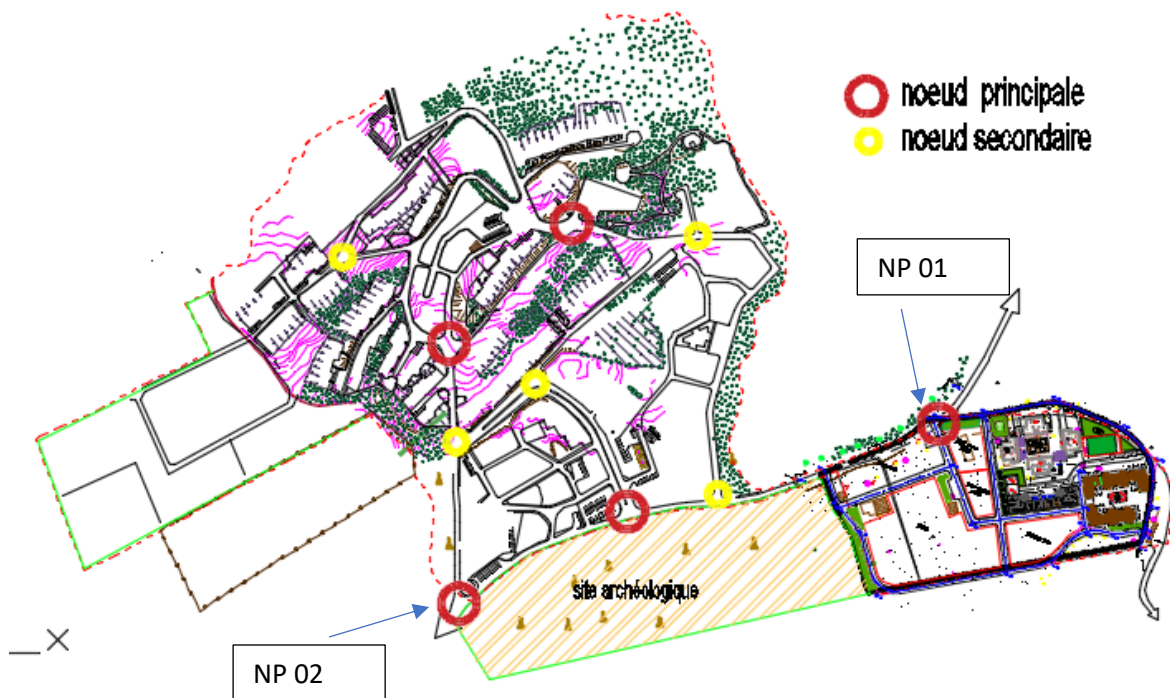 noeud principale
noeud secondaire
NP 01
site archéologique
NP 02